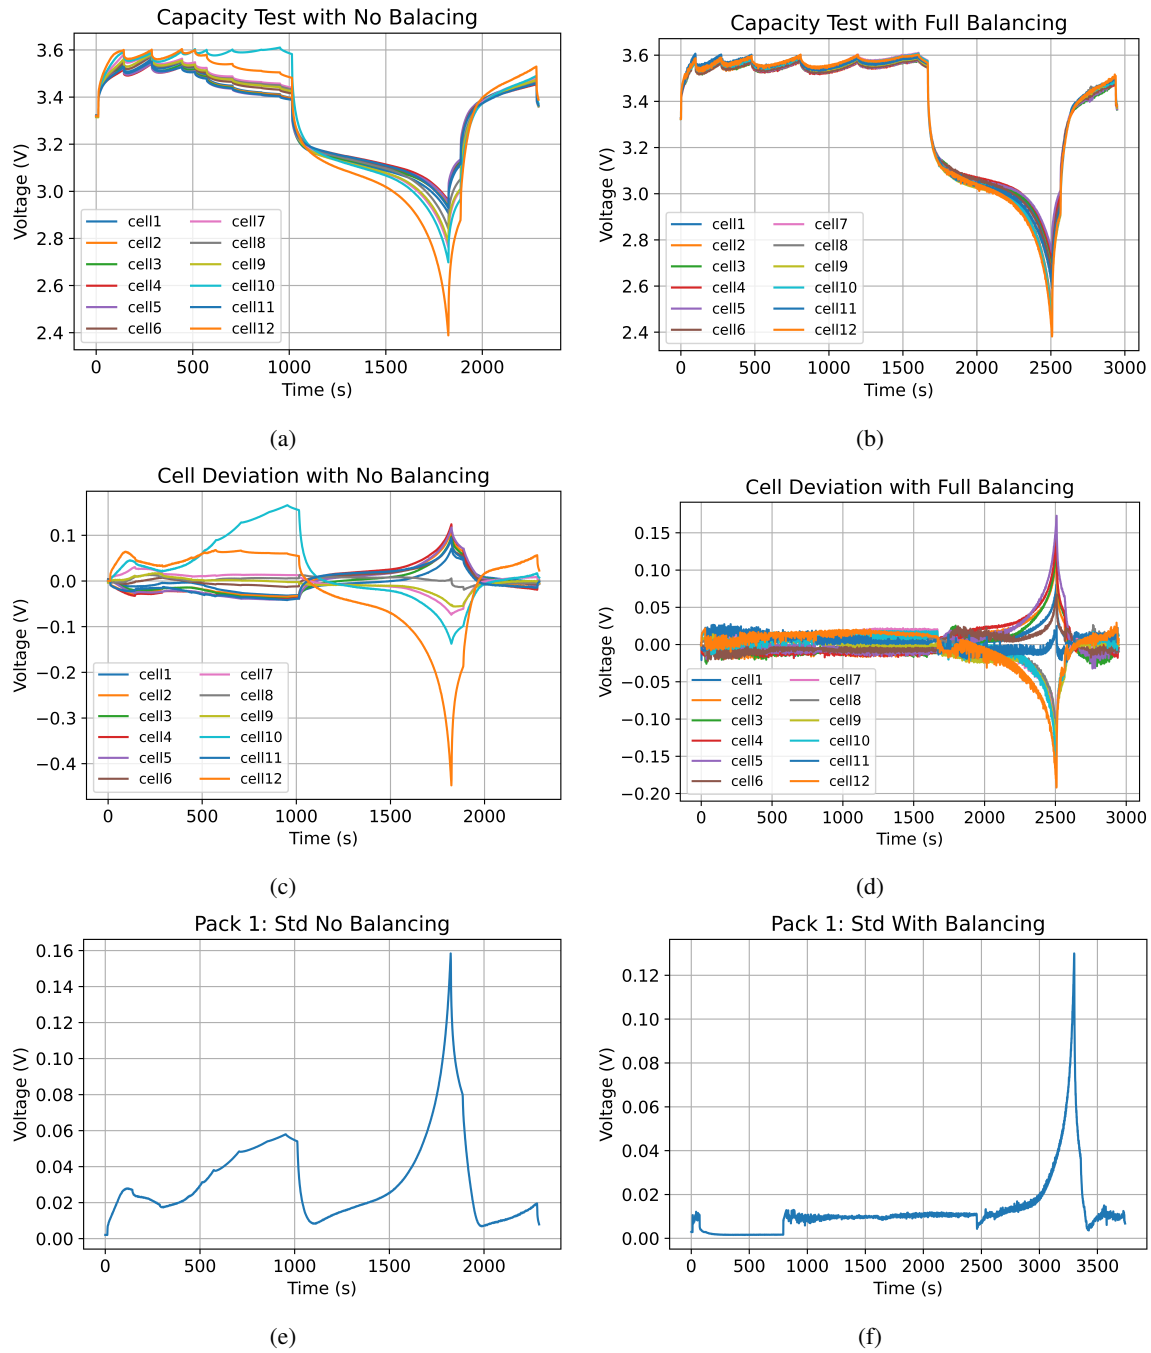 Capacity Test with No Balacing
Voltage (V)
3.6
3.4
3.2
3.0
2.8
2.6
2.4
cell1
cell2
cell3
cell4
cell5
cell6
cell7
cell8
cell9
cell10
cell11
cell12
0 500 1000 1500 2000
Time (s)
(a)
Capacity Test with Full Balancing
Voltage (V)
3.6
3.4
3.2
3.0
2.8
2.6
2.4
cell1
cell2
cell3
cell4
cell5
cell6
cell7
cell8
cell9
cell10
cell11
cell12
0 500 1000 1500 2000 2500 3000
Time (s)
(b)
Cell Deviation with No Balancing
Voltage (V)
0.1
0.0
−0.1
−0.2
−0.3
−0.4
cell1
cell2
cell3
cell4
cell5
cell6
cell7
cell8
cell9
cell10
cell11
cell12
0 500 1000 1500 2000
Time (s)
(c)
Cell Deviation with Full Balancing
Voltage (V)
0.15
0.10
0.05
0.00
−0.05
−0.10
−0.15
−0.20
cell1
cell2
cell3
cell4
cell5
cell6
cell7
cell8
cell9
cell10
cell11
cell12
0 500 1000 1500 2000 2500 3000
Time (s)
(d)
Pack 1: Std No Balancing
Voltage (V)
0.16
0.14
0.12
0.10
0.08
0.06
0.04
0.02
0.00
0 500 1000 1500 2000
Time (s)
(e)
Pack 1: Std With Balancing
Voltage (V)
0.12
0.10
0.08
0.06
0.04
0.02
0.00
0 500 1000 1500 2000 2500 3000 3500
Time (s)
(f)